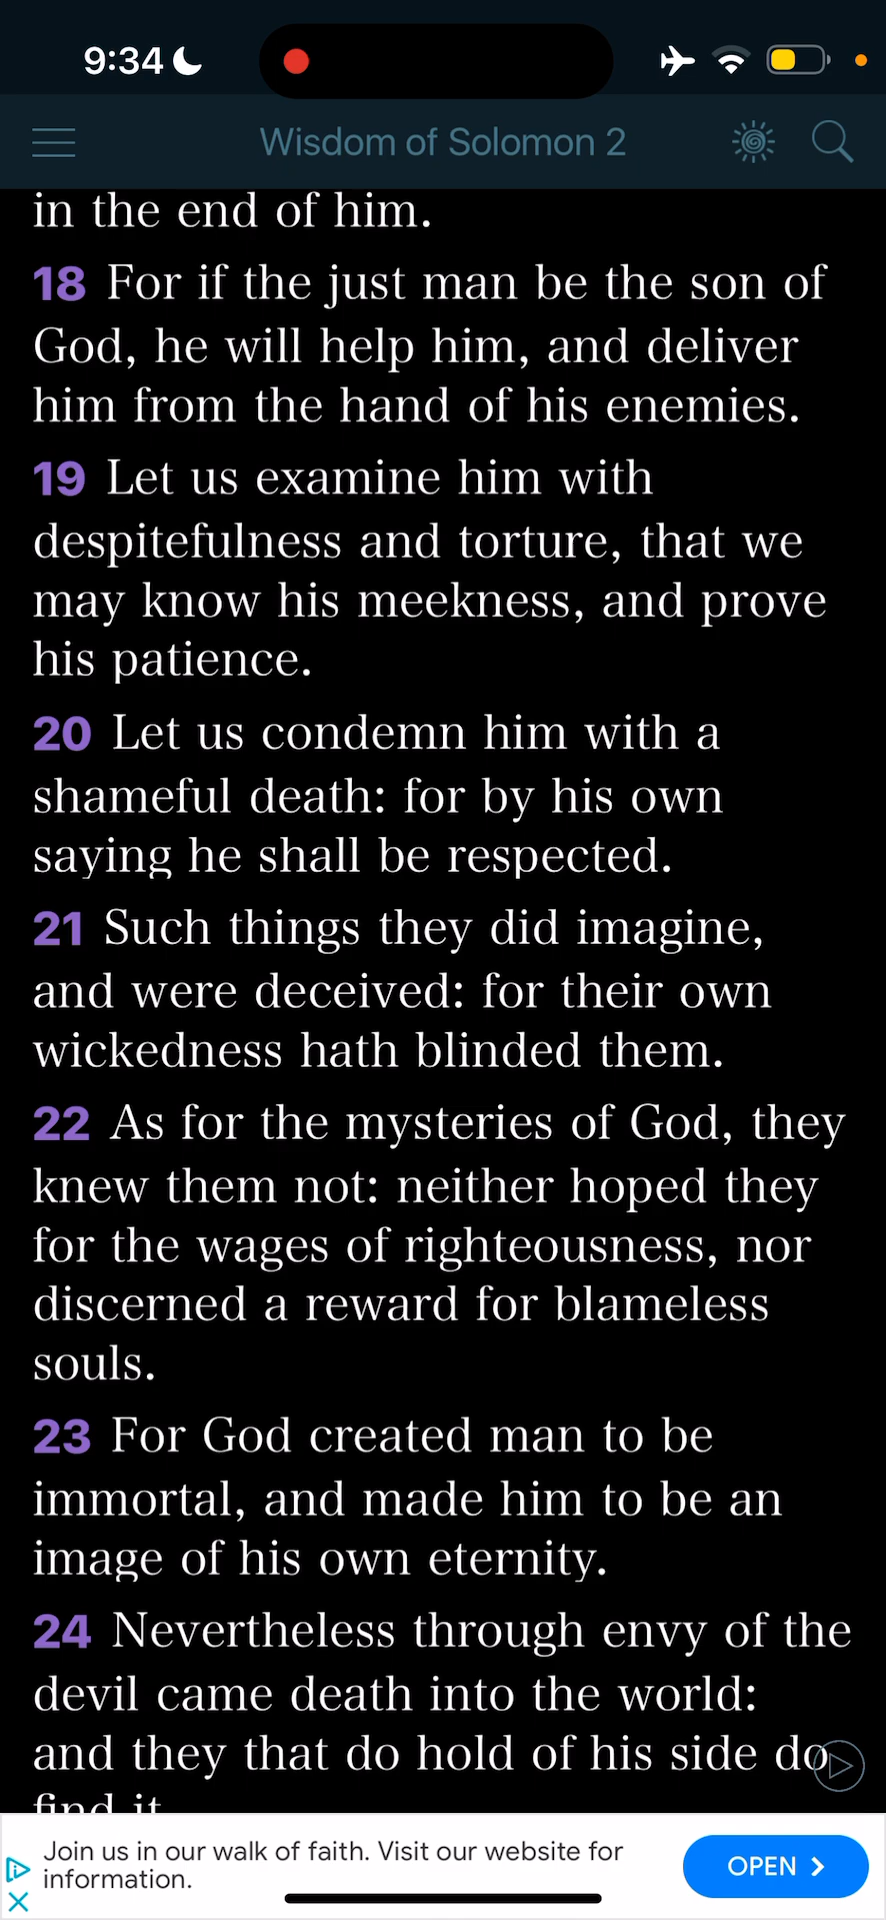 9:34
Wisdom of Solomon 2
in the end of him.
18 For if the just man be the son of
God, he will help him, and deliver
him from the hand of his enemies.
19 Let us examine him with
despitefulness and torture, that we
may know his meekness, and prove
his patience.
20 Let us condemn him with a
shameful death: for by his own
saying he shall be respected.
21 Such things they did imagine,
and were deceived: for their own
wickedness hath blinded them.
22 As for the mysteries of God, they
knew them not: neither hoped they
for the wages of righteousness, nor
discerned a reward for blameless
souls.
23 For God created man to be
immortal, and made him to be an
image of his own eternity.
24 Nevertheless through envy of the
devil came death into the world:
and they that do hold of his side do
find it
Join us in our walk of faith. Visit our website for
information.
OPEN